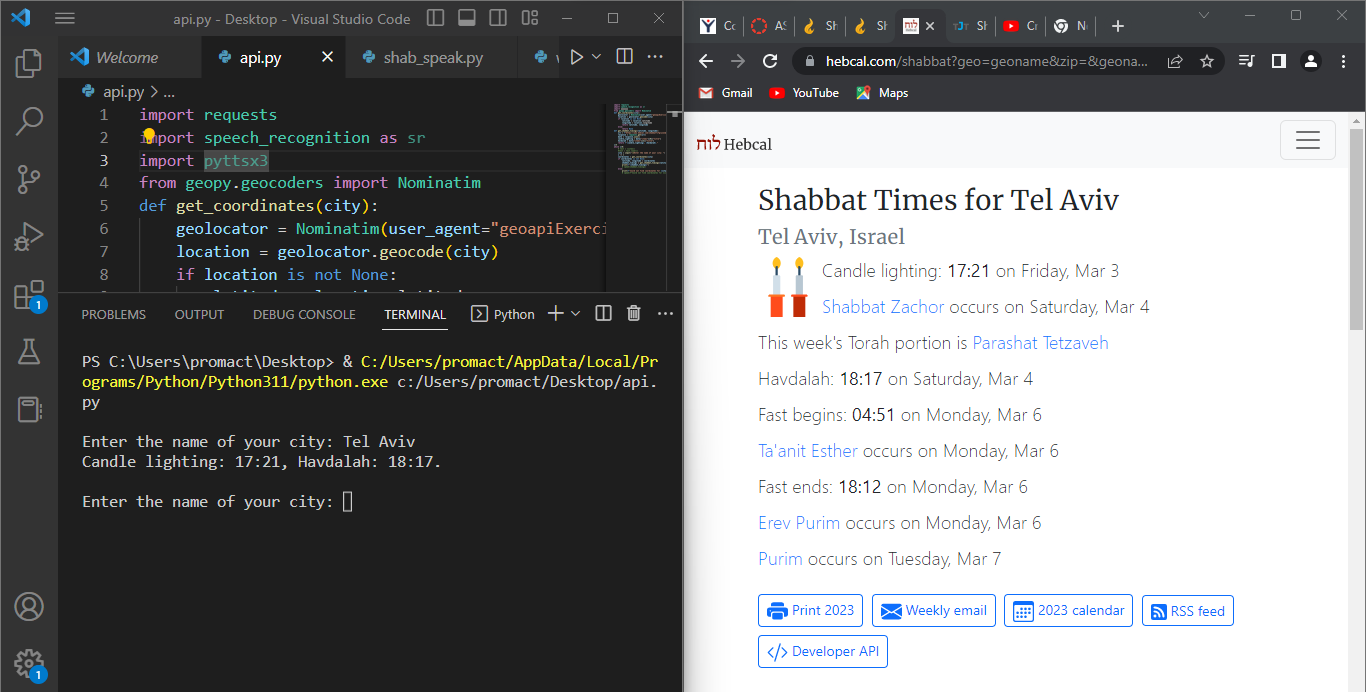 api.py - Desktop - Visual Studio Code
Welcome
api.py
shab_speak.py
api.py > ...
1 import requests
2 import speech_recognition as sr
3 import pyttsx3
4 from geopy.geocoders import Nominatim
5 def get_coordinates(city):
6 geolocator = Nominatim(user_agent="geoapiExerci
7 location = geolocator.geocode(city)
8 if location is not None:
PROBLEMS OUTPUT DEBUG CONSOLE TERMINAL Python
PS C:\Users\promact\Desktop> & C:/Users/promact/AppData/Local/Pr
ograms/Python/Python311/python.exe c:/Users/promact/Desktop/api.
py
Enter the name of your city: Tel Aviv
Candle lighting: 17:21, Havdalah: 18:17.
Enter the name of your city:
1
1
hebcal.com/shabbat?geo=geoname&zip=&geona...
Gmail YouTube Maps
לוח Hebcal
Shabbat Times for Tel Aviv
Tel Aviv, Israel
Candle lighting: 17:21 on Friday, Mar 3
Shabbat Zachor occurs on Saturday, Mar 4
This week's Torah portion is Parashat Tetzaveh
Havdalah: 18:17 on Saturday, Mar 4
Fast begins: 04:51 on Monday, Mar 6
Ta'anit Esther occurs on Monday, Mar 6
Fast ends: 18:12 on Monday, Mar 6
Erev Purim occurs on Monday, Mar 6
Purim occurs on Tuesday, Mar 7
Print 2023 Weekly email 2023 calendar RSS feed
Developer API